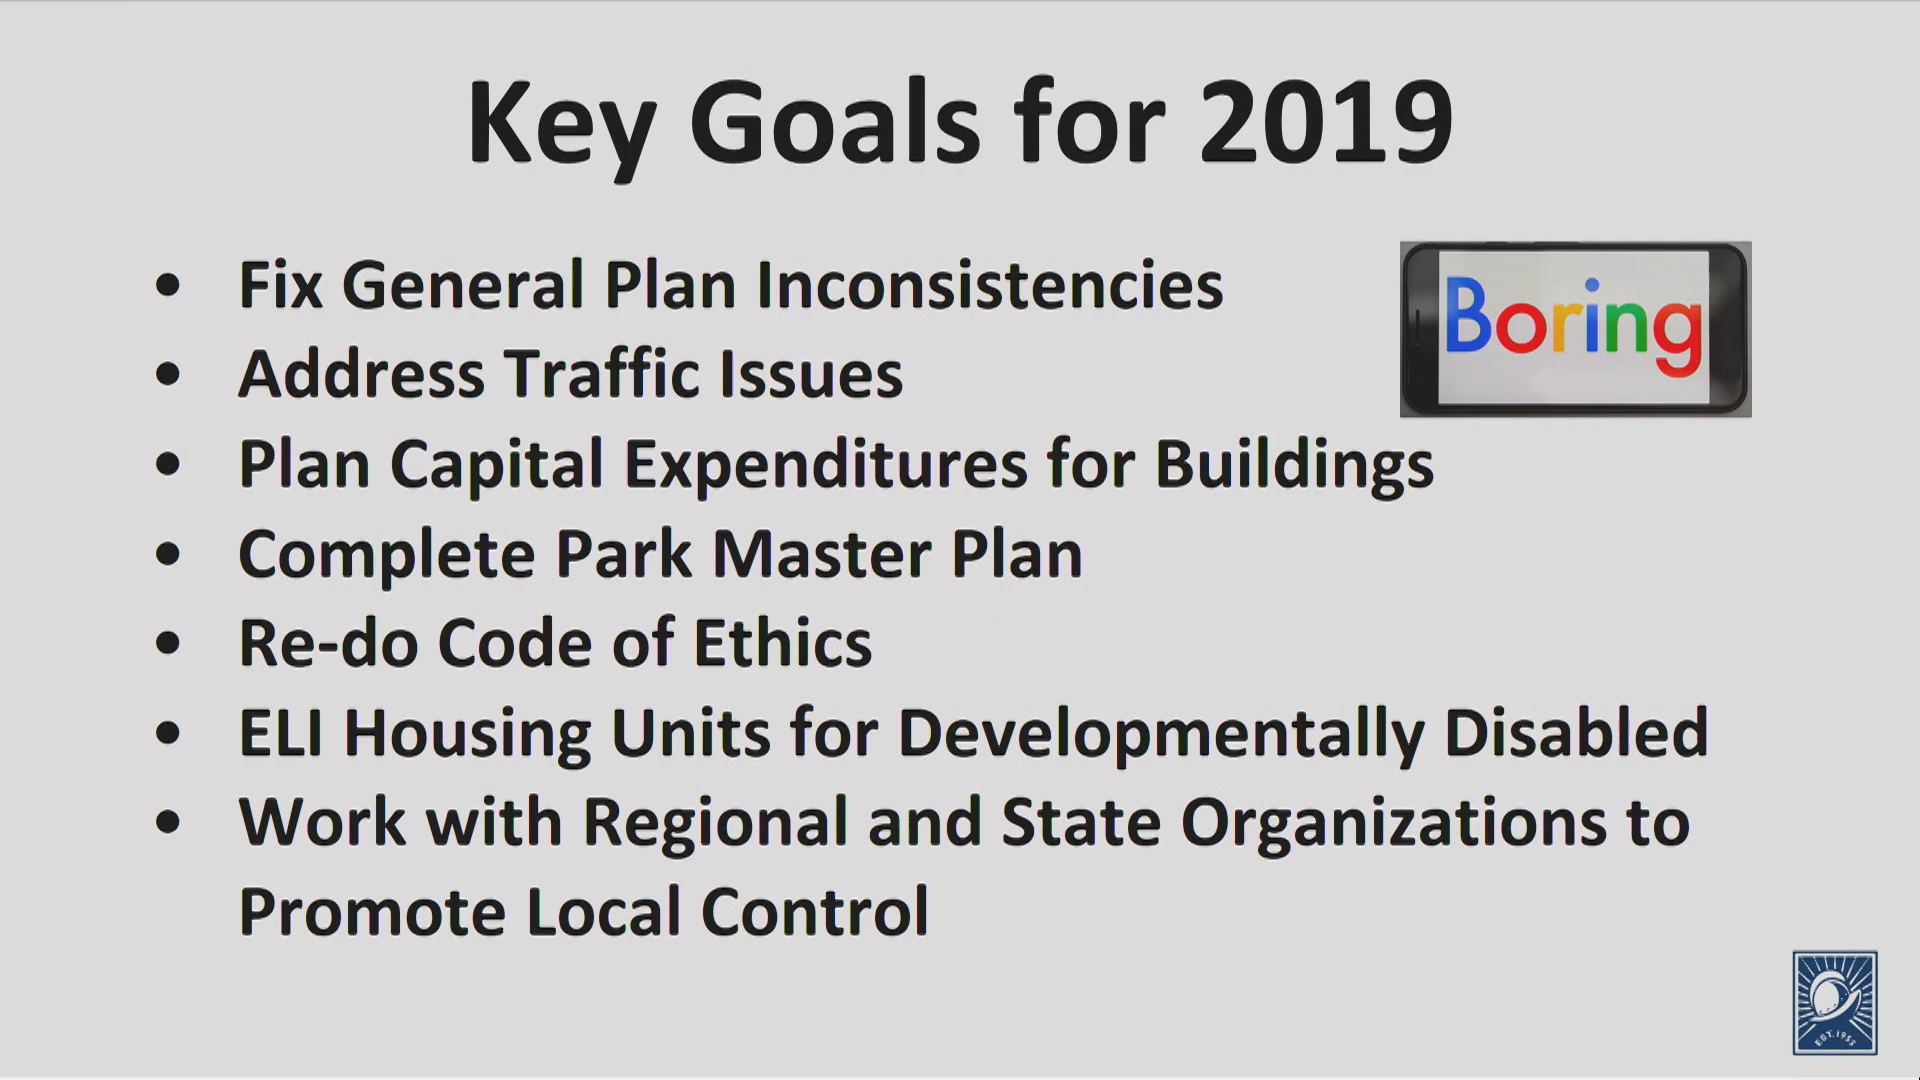 Key Goals for 2019
• Fix General Plan Inconsistencies
Boring
• Address Traffic Issues
• Plan Capital Expenditures for Buildings
• Complete Park Master Plan
• Re-do Code of Ethics
• ELI Housing Units for Developmentally Disabled
• Work with Regional and State Organizations to
Promote Local Control
EST. 1955